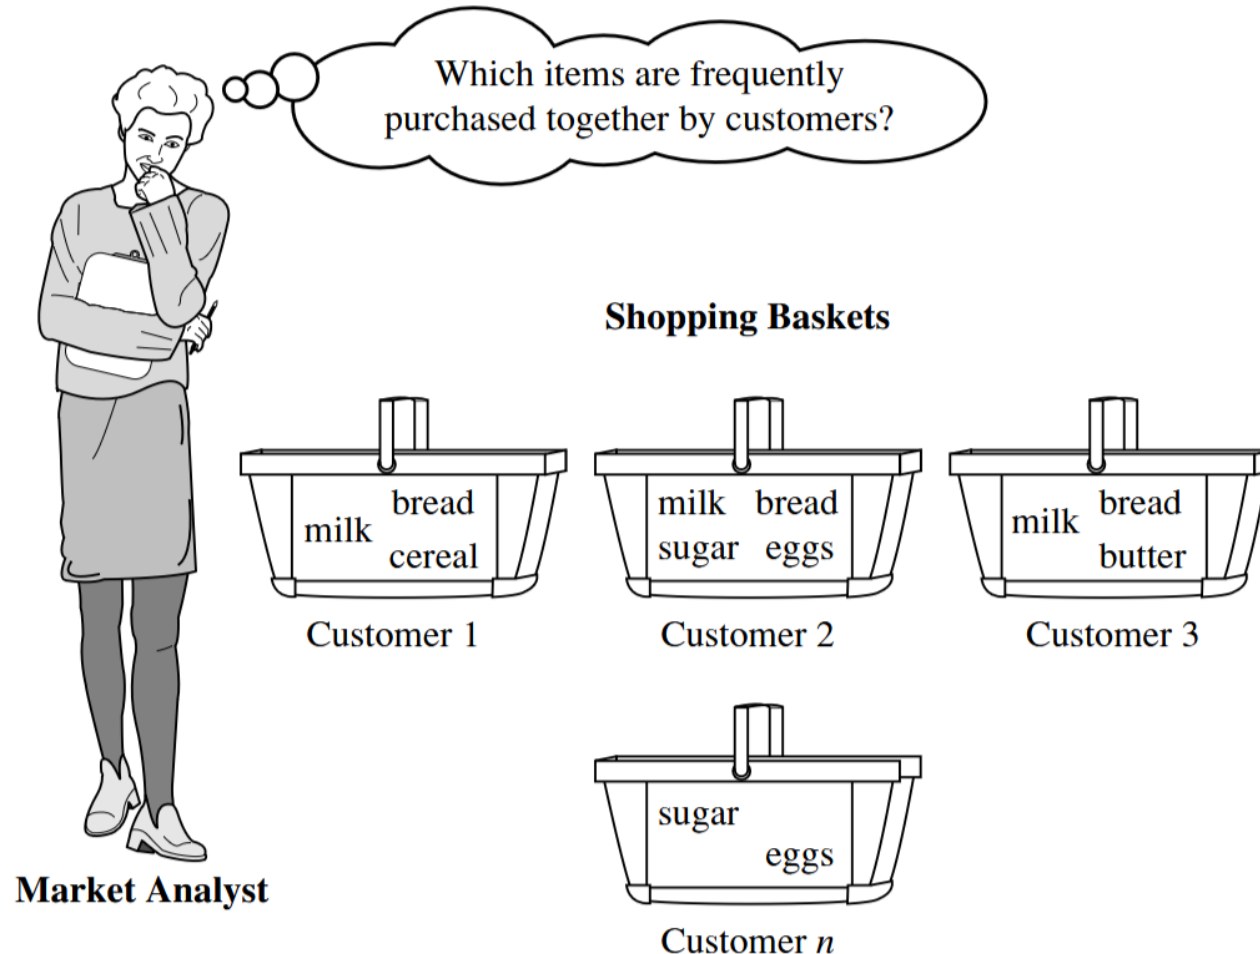 Which items are frequently
purchased together by customers?
Shopping Baskets
milk
bread
cereal
Customer 1
milk bread
sugar eggs
Customer 2
milk
bread
butter
Customer 3
sugar
eggs
Customer n
Market Analyst